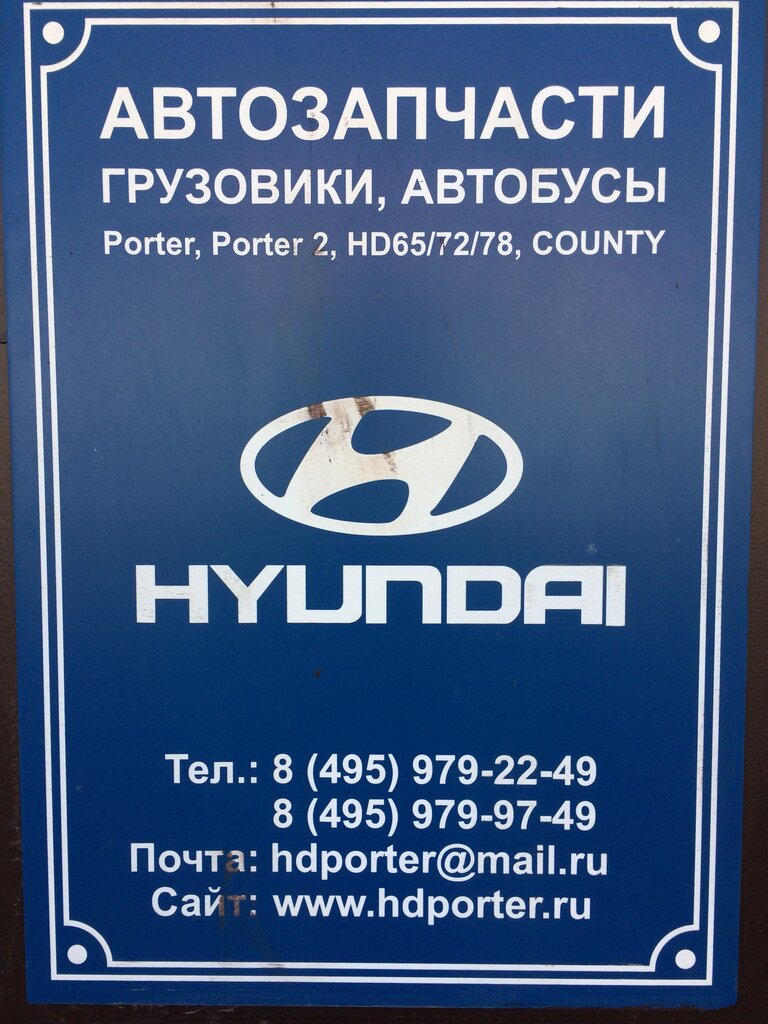 АВТОЗАПЧАСТИ
ГРУЗОВИКИ, АВТОБУСЫ
Porter, Porter 2, HD65/72/78, COUNTY
HYUNDAI
Тел.: 8 (495) 979-22-49
8 (495) 979-97-49
Почта: hdporter@mail.ru
Сайт: www.hdporter.ru